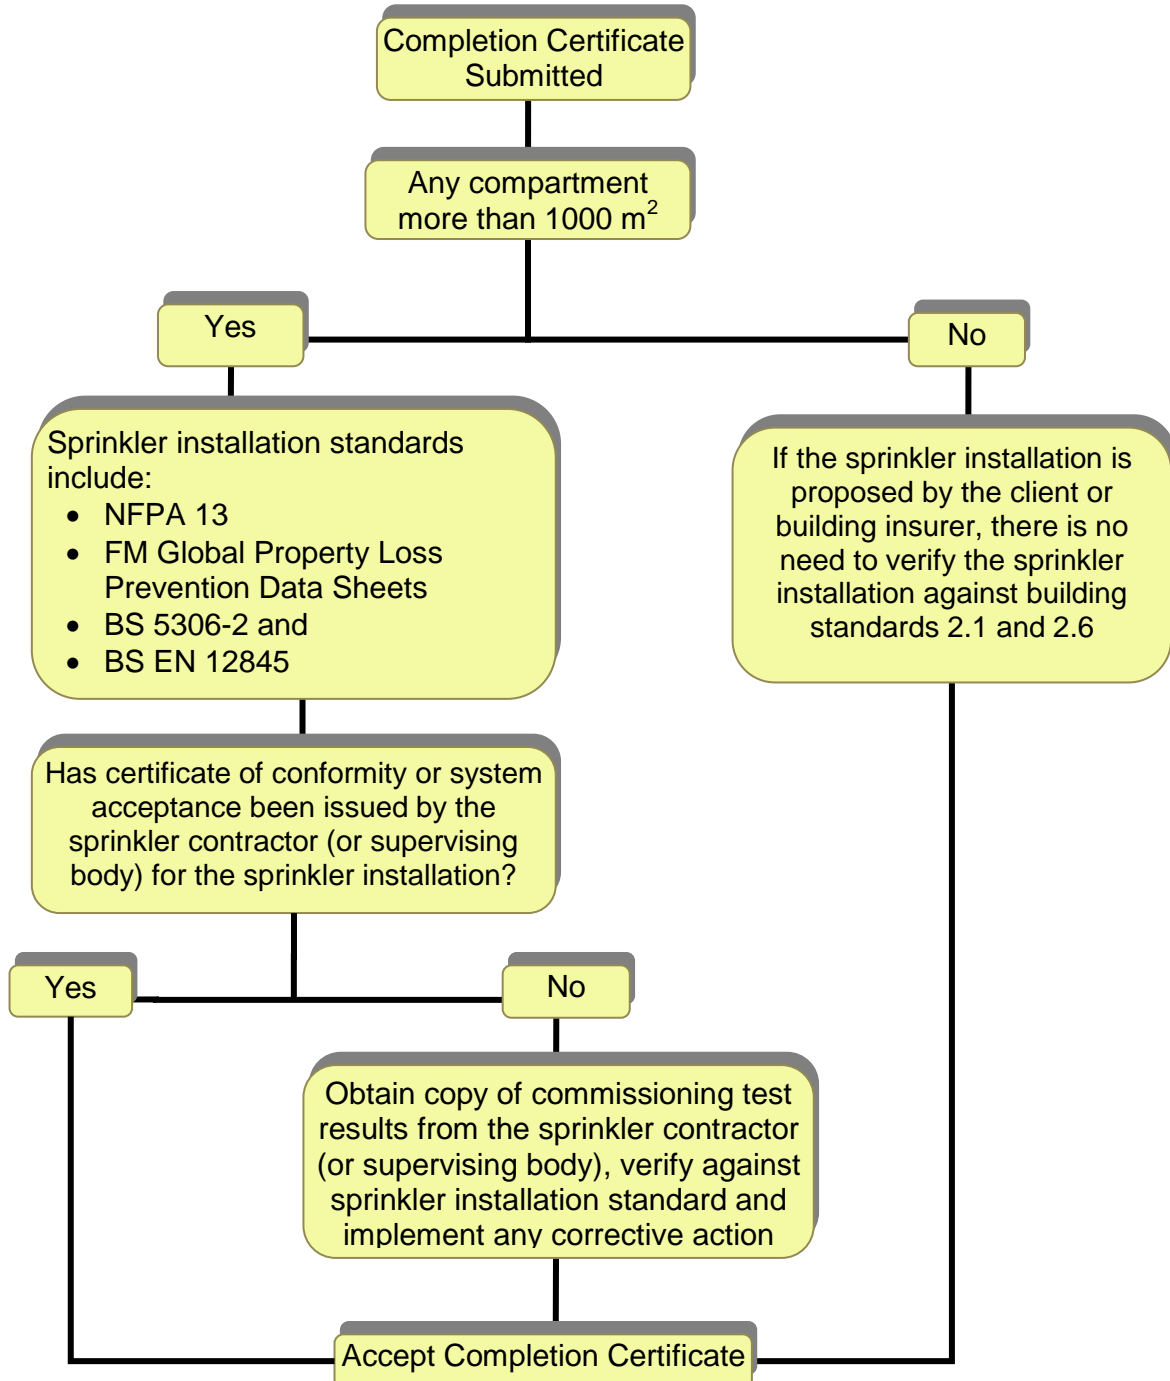 Completion Certificate
Submitted
Any compartment
more than 1000 m²
Yes
No
Sprinkler installation standards
include:
• NFPA 13
• FM Global Property Loss
Prevention Data Sheets
• BS 5306-2 and
• BS EN 12845
If the sprinkler installation is
proposed by the client or
building insurer, there is no
need to verify the sprinkler
installation against building
standards 2.1 and 2.6
Has certificate of conformity or system
acceptance been issued by the
sprinkler contractor (or supervising
body) for the sprinkler installation?
Yes
No
Obtain copy of commissioning test
results from the sprinkler contractor
(or supervising body), verify against
sprinkler installation standard and
implement any corrective action
Accept Completion Certificate